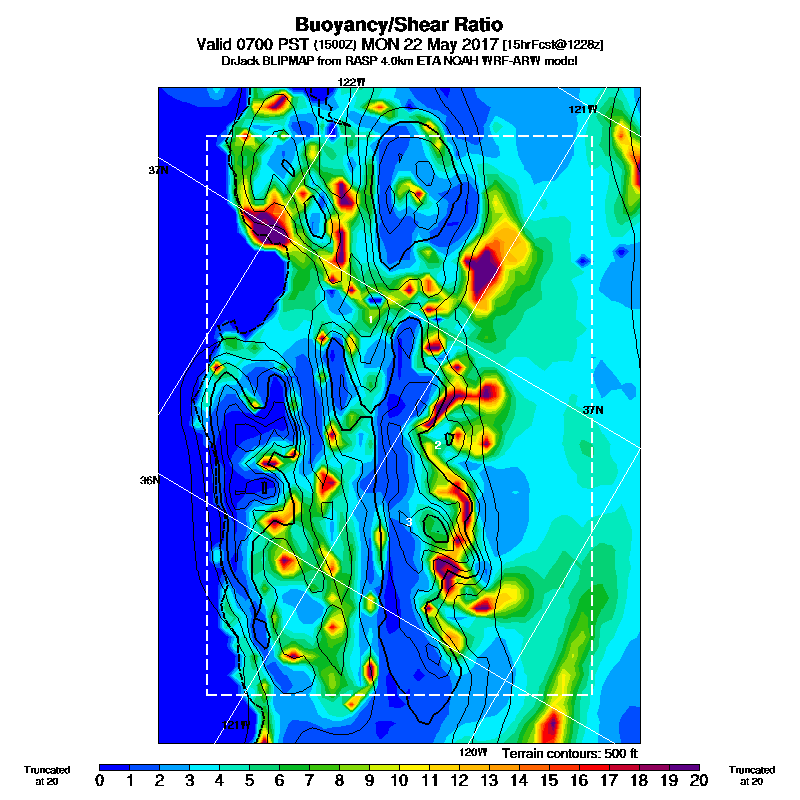 Buoyancy/Shear Ratio
Valid 0700 PST (1500Z) MON 22 May 2017 [15hrFcst@1228z]
DrJack BLIPMAP from RASP 4.0km ETA NOAH WRF-ARW model
122W
121W
37N
1
37N
2
36N
3
121W
120W
Terrain contours: 500 ft
Truncated at 20
0 1 2 3 4 5 6 7 8 9 10 11 12 13 14 15 16 17 18 19 20
Truncated at 20